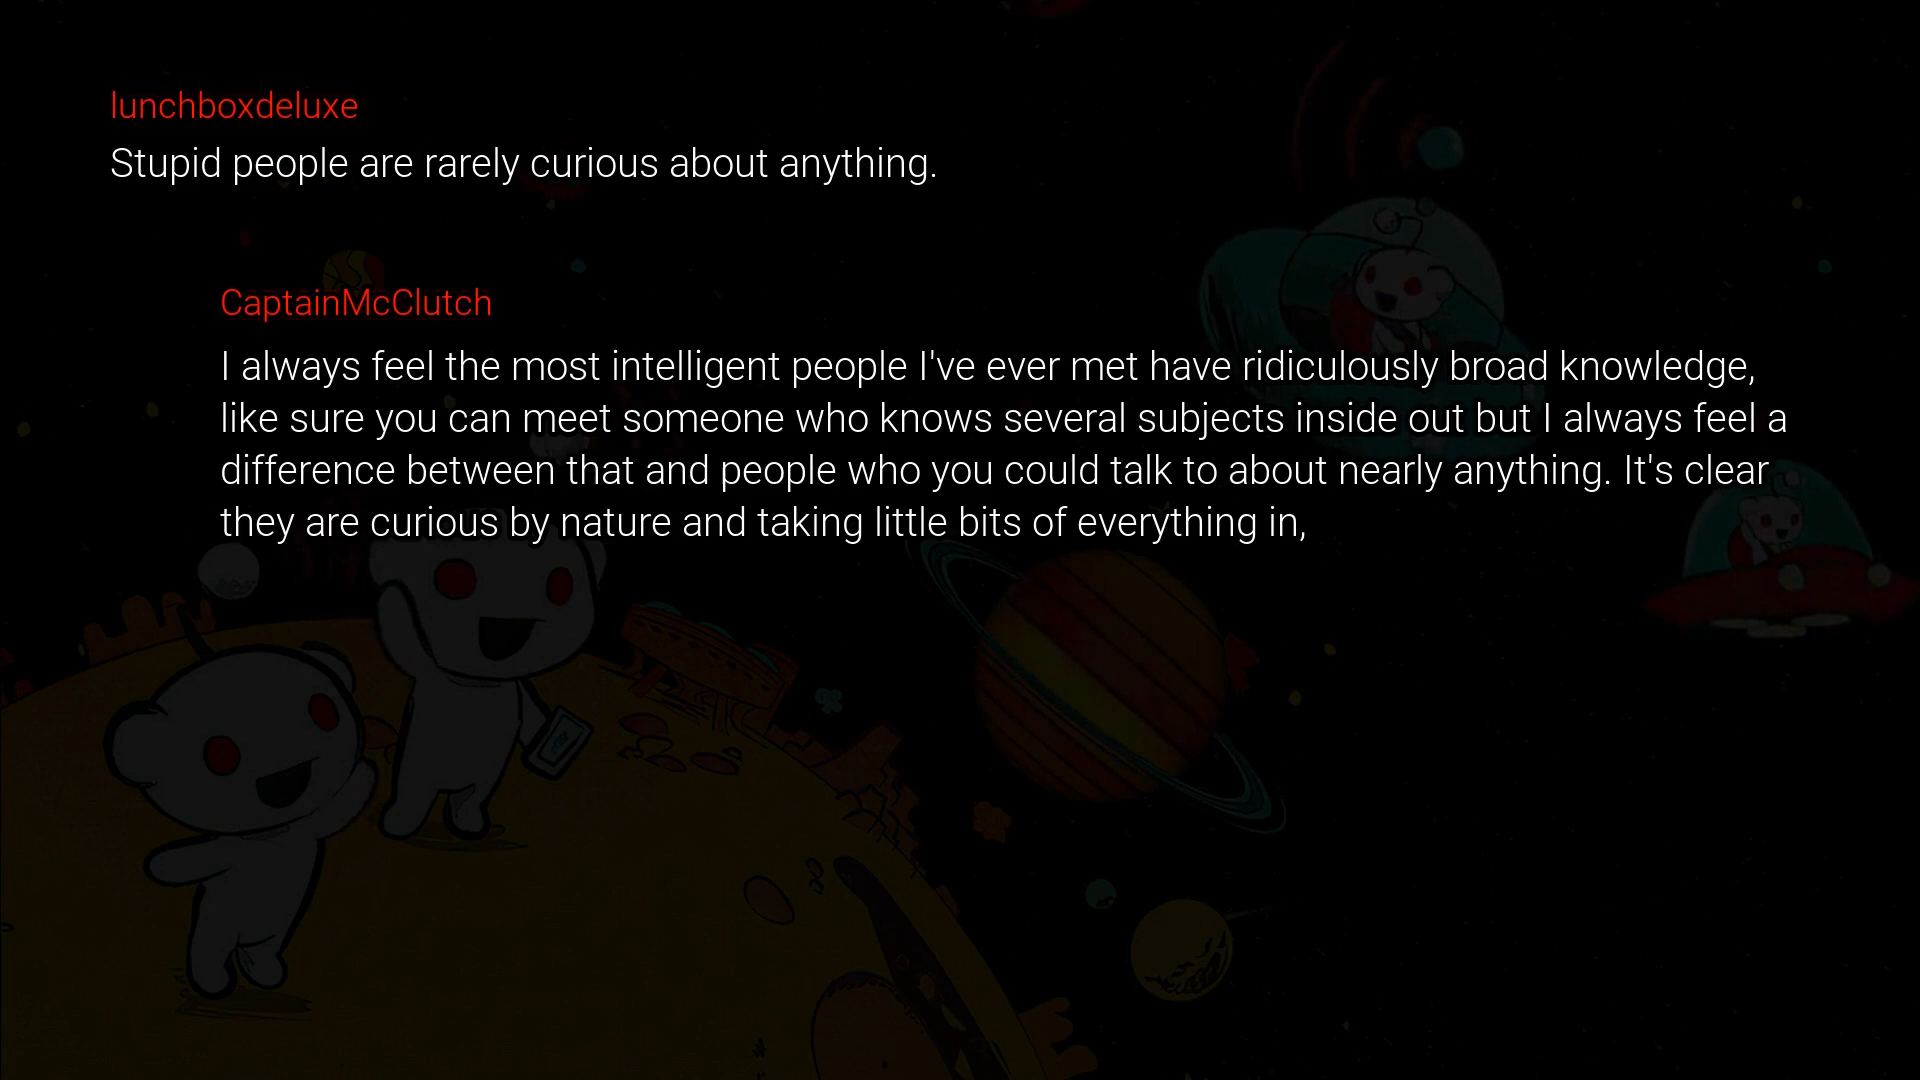 lunchboxdeluxe
Stupid people are rarely curious about anything.
CaptainMcClutch
I always feel the most intelligent people I've ever met have ridiculously broad knowledge,
like sure you can meet someone who knows several subjects inside out but I always feel a
difference between that and people who you could talk to about nearly anything. It's clear
they are curious by nature and taking little bits of everything in,